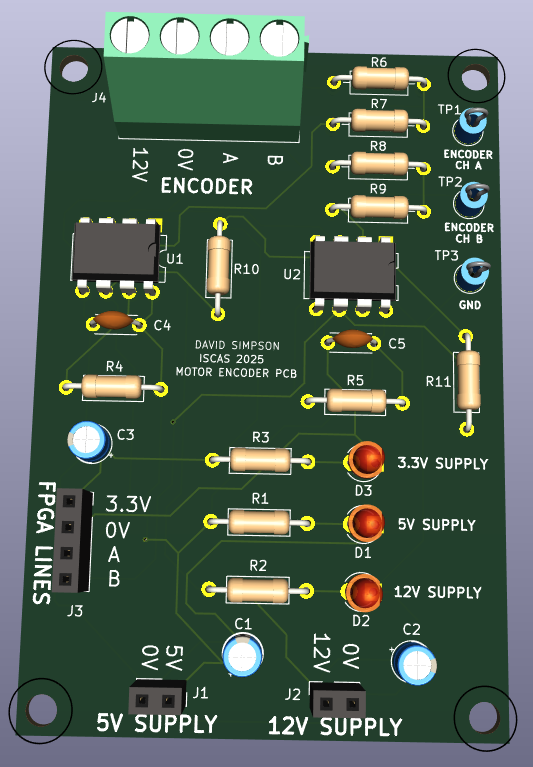 J4
12V
0V
A
B
ENCODER
R6
R7
R8
R9
TP1
ENCODER
CH A
TP2
ENCODER
CH B
TP3
GND
U1
R10
U2
C4
C5
DAVID SIMPSON
ISCAS 2025
MOTOR ENCODER PCB
R4
R5
R11
C3
R3
D3
3.3V SUPPLY
R1
D1
5V SUPPLY
R2
D2
12V SUPPLY
FPGA LINES
3.3V
0V
A
B
J3
C1
C2
0V
5V
J1
5V SUPPLY
12V
0V
J2
12V SUPPLY